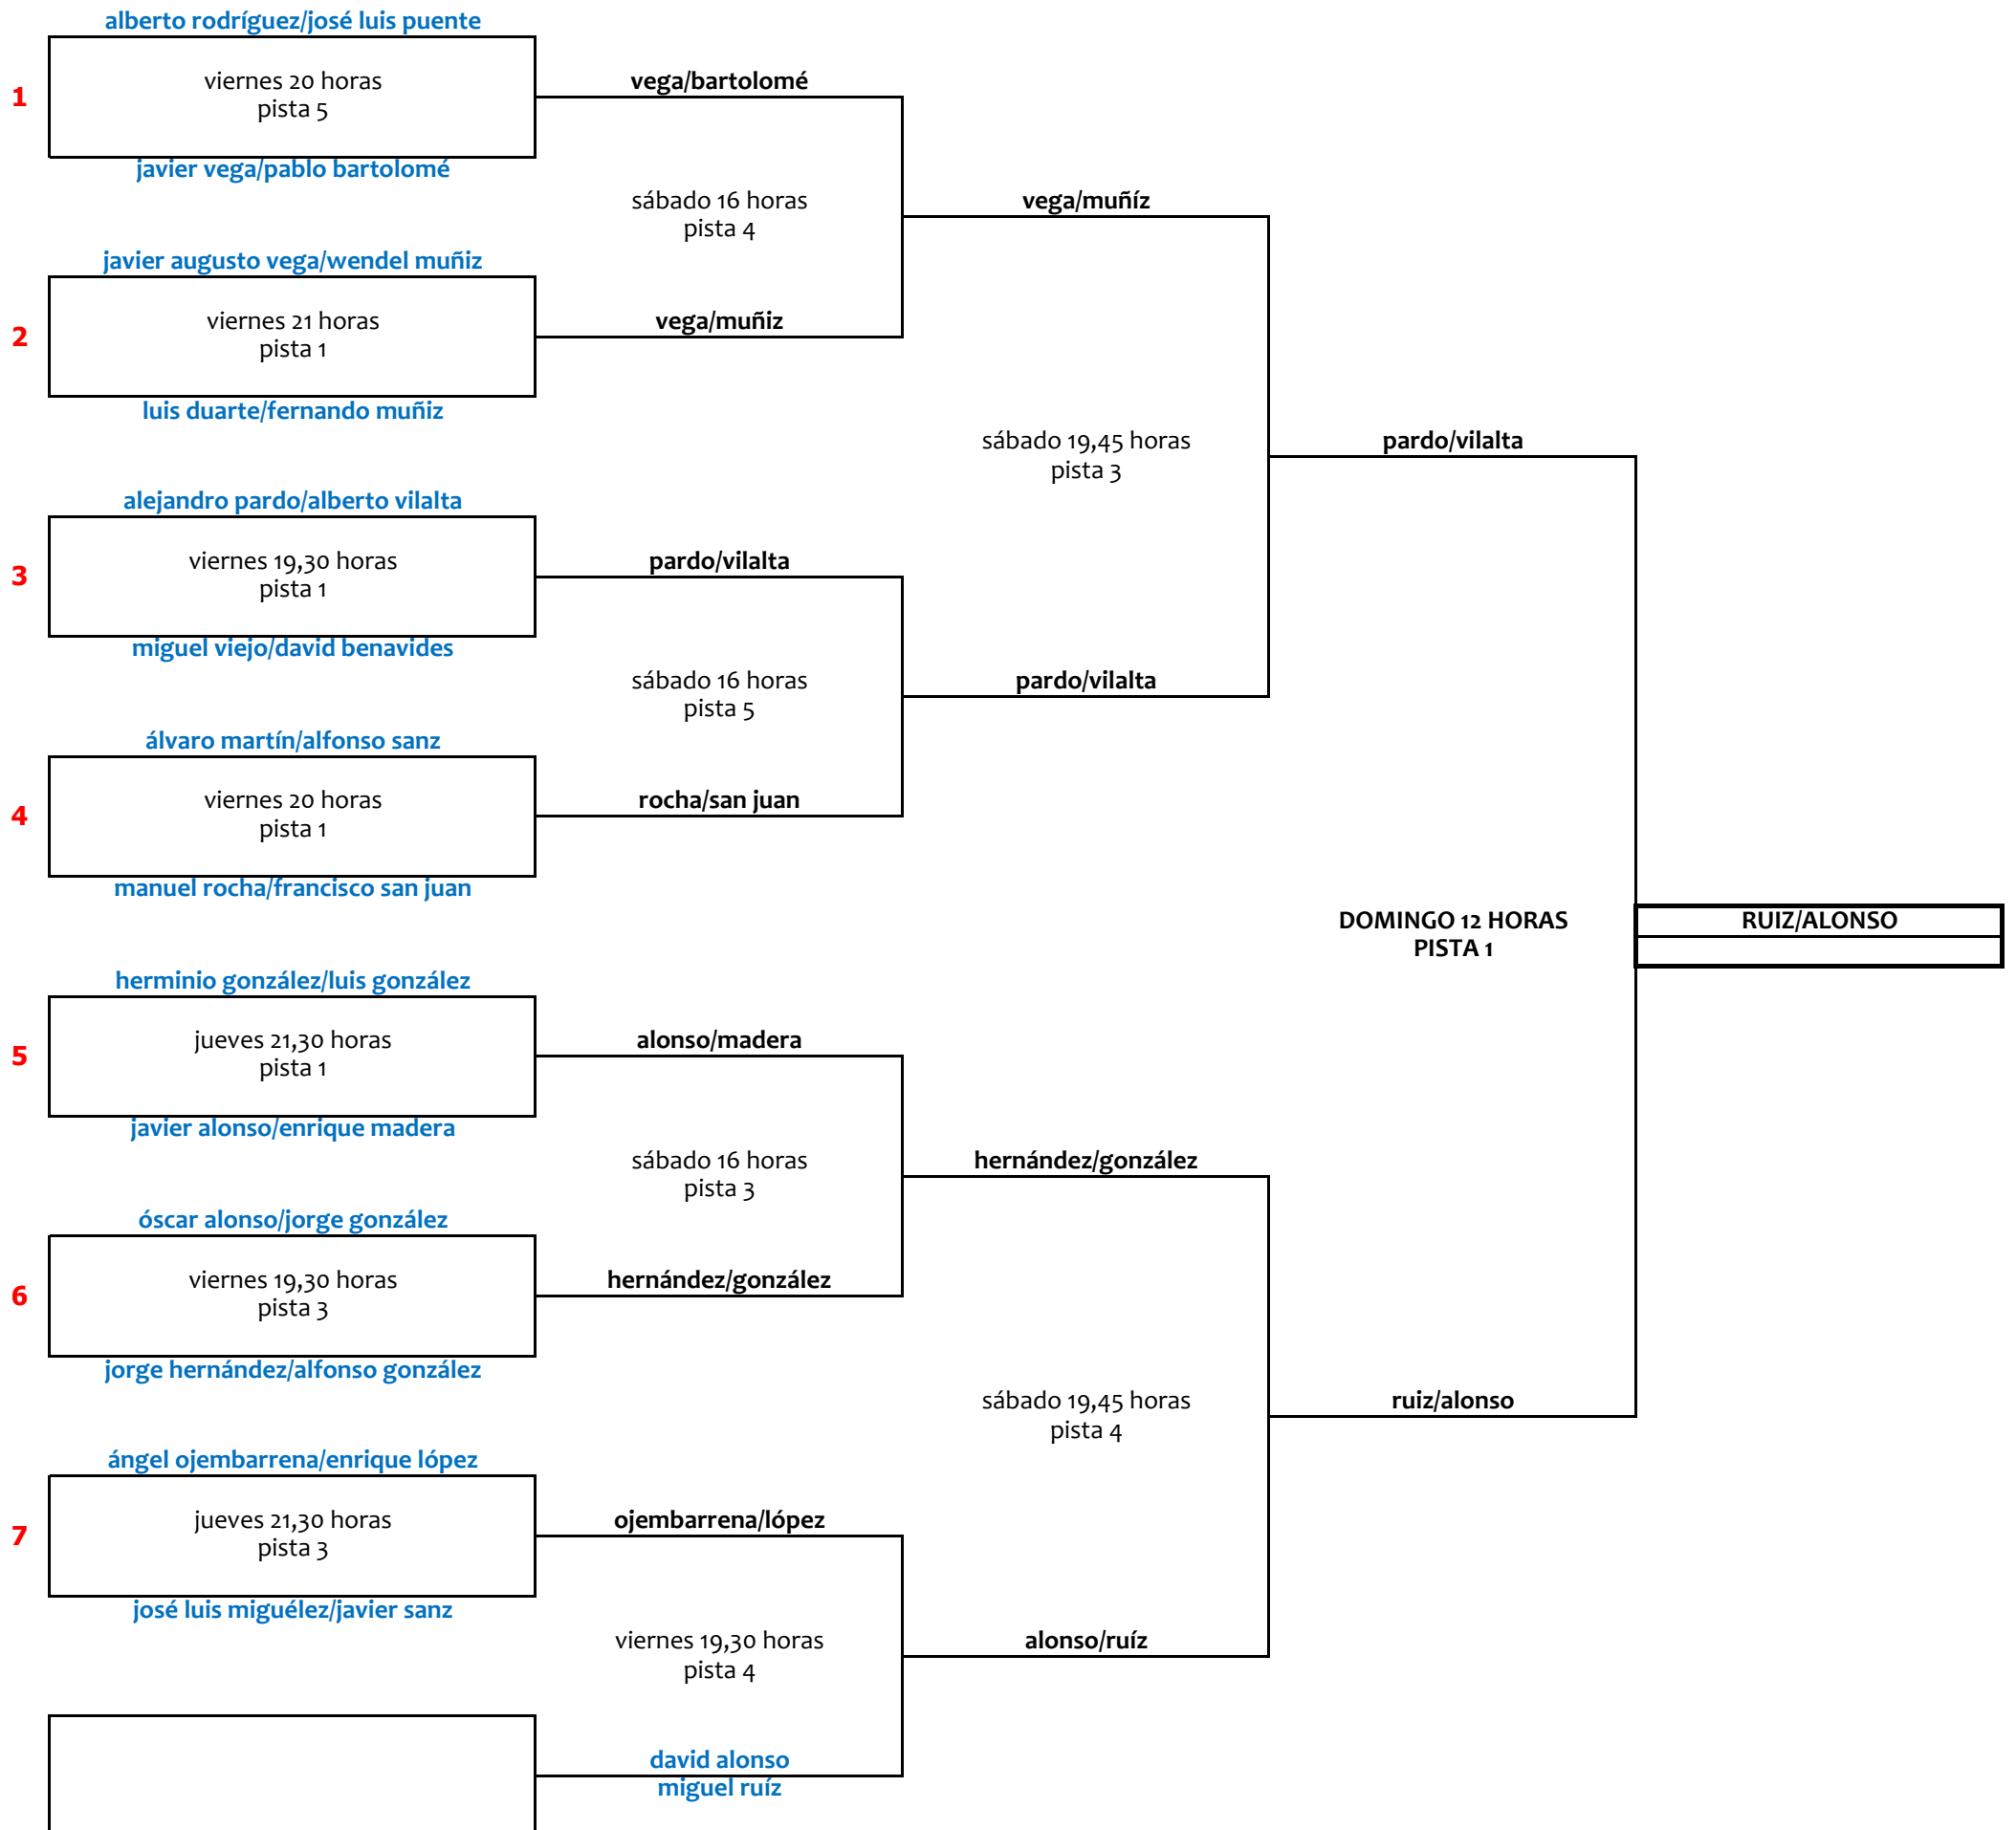 alberto rodríguez/josé luis puente
1
viernes 20 horas
pista 5
javier vega/pablo bartolomé
vega/bartolomé
sábado 16 horas
pista 4
vega/muñíz
javier augusto vega/wendel muñiz
2
viernes 21 horas
pista 1
luis duarte/fernando muñiz
vega/muñiz
sábado 19,45 horas
pista 3
pardo/vilalta
alejandro pardo/alberto vilalta
3
viernes 19,30 horas
pista 1
miguel viejo/david benavides
pardo/vilalta
sábado 16 horas
pista 5
pardo/vilalta
álvaro martín/alfonso sanz
4
viernes 20 horas
pista 1
manuel rocha/francisco san juan
rocha/san juan
DOMINGO 12 HORAS
PISTA 1
RUIZ/ALONSO
herminio gonzález/luis gonzález
5
jueves 21,30 horas
pista 1
javier alonso/enrique madera
alonso/madera
sábado 16 horas
pista 3
hernández/gonzález
óscar alonso/jorge gonzález
6
viernes 19,30 horas
pista 3
jorge hernández/alfonso gonzález
hernández/gonzález
sábado 19,45 horas
pista 4
ruiz/alonso
ángel ojembarrena/enrique lópez
7
jueves 21,30 horas
pista 3
josé luis miguélez/javier sanz
ojembarrena/lópez
viernes 19,30 horas
pista 4
alonso/ruíz
david alonso
miguel ruíz